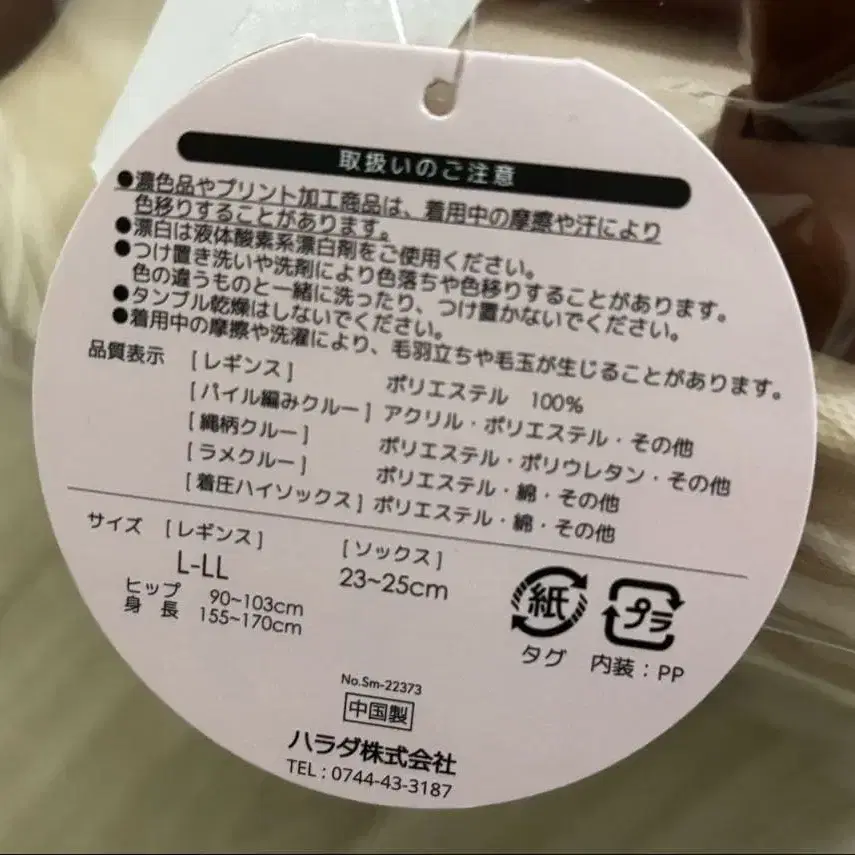 取扱いのご注意
●濃色品やプリント加工商品は、着用中の摩擦や汗により
色移りすることがあります。
●漂白は液体酸素系漂白剤をご使用ください。
●つけ置き洗いや洗剤により色落ちや色移りすることがあります。
色の違うものと一緒に洗ったり、つけ置かないでください。
●タンブル乾燥はしないでください。
●着用中の摩擦や洗濯により、毛羽立ちや毛玉が生じることがあります。
品質表示 [レギンス] ポリエステル 100%
[パイル編みクルー] アクリル・ポリエステル・その他
[縄柄クルー] ポリエステル・ポリウレタン・その他
[ラメクルー] ポリエステル・綿・その他
[着圧ハイソックス] ポリエステル・綿・その他
サイズ [レギンス] [ソックス]
L-LL 23~25cm
ヒップ 90~103cm
身長 155~170cm
紙 プラ
タグ 内装:PP
No.Sm-22373
中国製
ハラダ株式会社
TEL:0744-43-3187